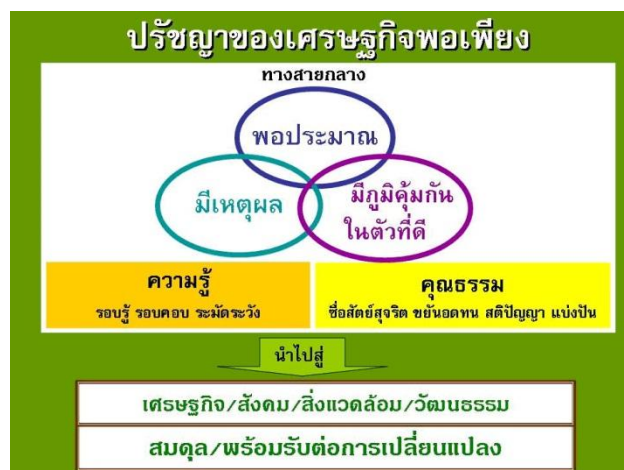 ปรัชญาของเศรษฐกิจพอเพียง
ทางสายกลาง
พอประมาณ
มีเหตุผล
มีภูมิคุ้มกัน
ในตัวที่ดี
ความรู้
รอบรู้ รอบคอบ ระมัดระวัง
คุณธรรม
ซื่อสัตย์สุจริต ขยันอดทน สติปัญญา แบ่งปัน
นำไปสู่
เศรษฐกิจ/สังคม/สิ่งแวดล้อม/วัฒนธรรม
สมดุล/พร้อมรับต่อการเปลี่ยนแปลง